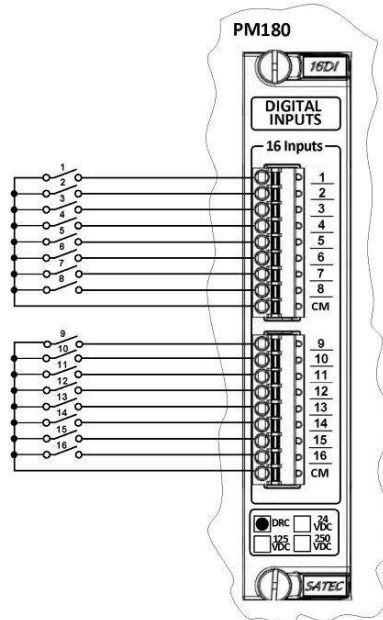 PM180
16DI
DIGITAL
INPUTS
16 Inputs
1 1
2 2
3 3
4 4
5 5
6 6
7 7
8 8
CM
9 9
10 10
11 11
12 12
13 13
14 14
15 15
16 16
CM
DRC 24 VDC
125 VDC 250 VDC
SATEC